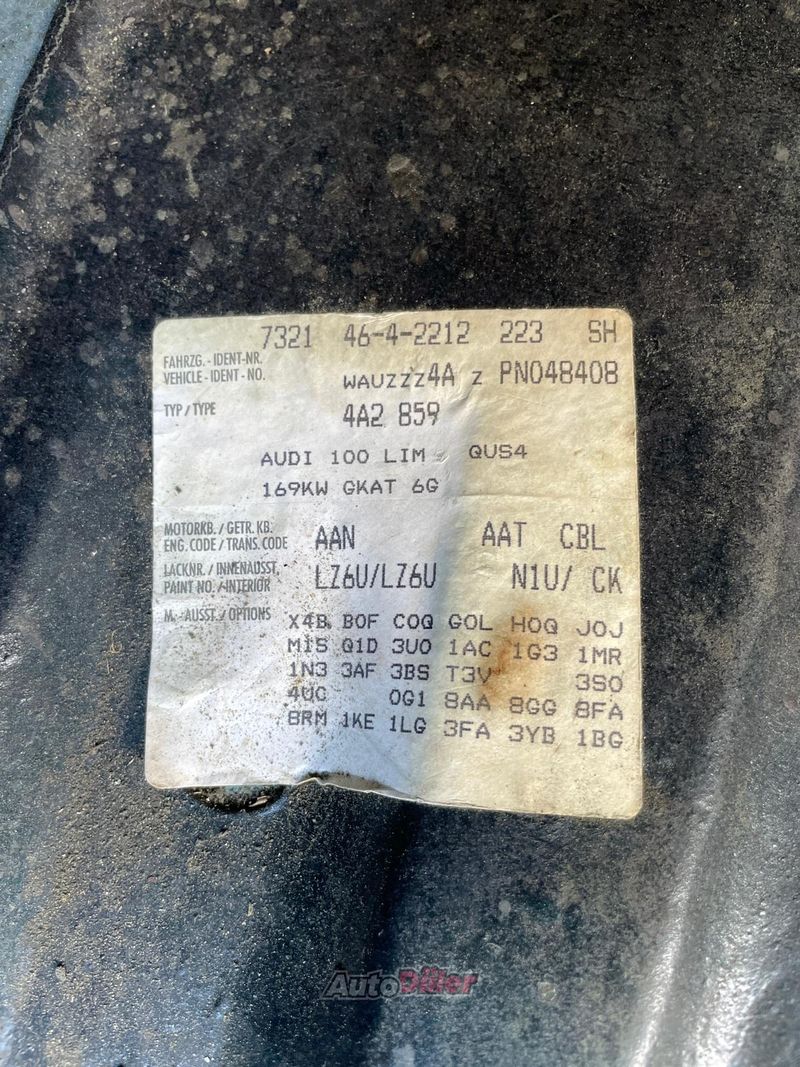 7321 46-4-2212 223 SH
FAHRZG. - IDENT-NR.
VEHICLE - IDENT - NO. WAUZZZ4A Z PN048408
TYP / TYPE 4A2 859
AUDI 100 LIM QUS4
169KW GKAT 6G
MOTORKB. / GETR. KB.
ENG. CODE / TRANS. CODE AAN AAT CBL
LACKNR. / INNENAUSST.
PAINT NO. / INTERIOR LZ6U/LZ6U N1U/ CK
M.- AUSST. / OPTIONS X4B B0F C0Q G0L H0Q J0J
M1S Q1D 3U0 1AC 1G3 1MR
1N3 3AF 3BS T3V 3S0
4UC 0G1 8AA 8GG 8FA
8RM 1KE 1LG 3FA 3YB 1BG
AutoDiler